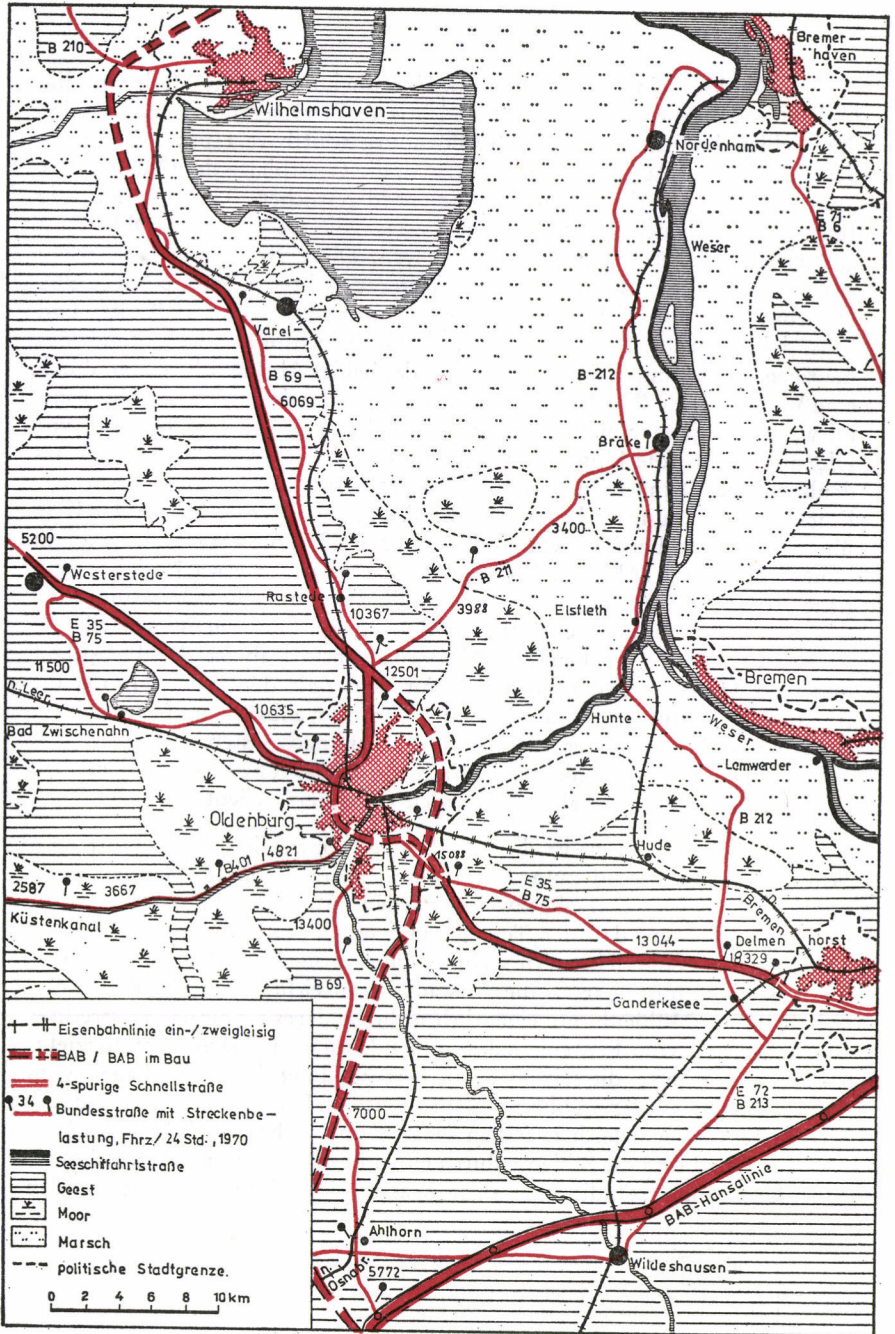 B 210
Bremer
haven
Wilhelmshaven
Nordenham
E 71
B 6
Weser
Varel
B 69
6069
B-212
Bräke
5200
3400
Westerstede
B 211
Rastede
E 35
B 75
10367
3988
Elsfleth
11500
12501
n. Leer
10635
Bremen
Bad Zwischenahn
Hunte
Weser
Lemwerder
Oldenburg
B 212
B401
4821
15088
Hude
2587
3667
E 35
B 75
n.
Bremen
Küstenkanal
13400
13044
Delmen
horst
18329
B 69
Ganderkesee
Eisenbahnlinie ein-/zweigleisig
BAB / BAB im Bau
4-spurige Schnellstraße
34
Bundesstraße mit Streckenbe-
lastung, Fhrz/24 Std., 1970
7000
E 72
B 213
Seeschiffahrtstraße
Geest
BAB-Hansalinie
Moor
Ahlhorn
Marsch
n.
Osnabr.
Wildeshausen
politische Stadtgrenze.
5772
0 2 4 6 8 10km